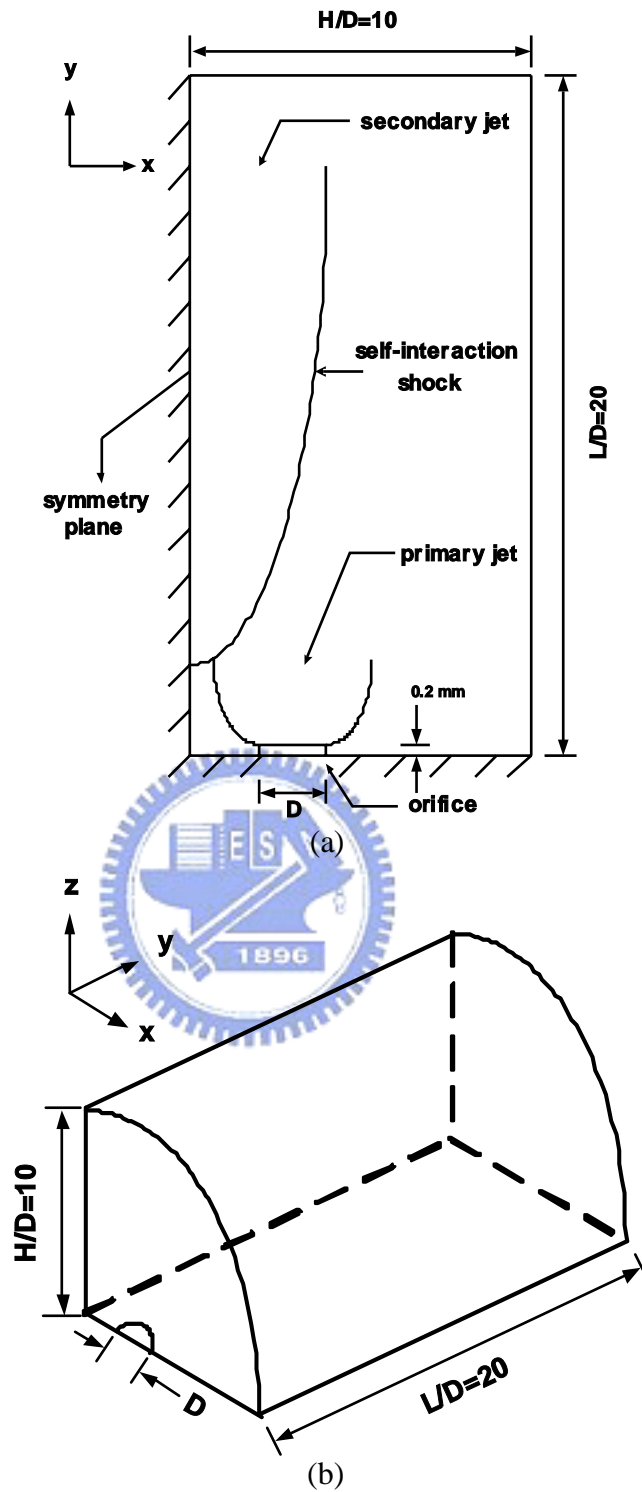 H/D=10
y
x
secondary jet
self-interaction
shock
L/D=20
symmetry
plane
primary jet
0.2 mm
D
orifice
(a)
E S
1896
z
y
x
H/D=10
D
L/D=20
(b)